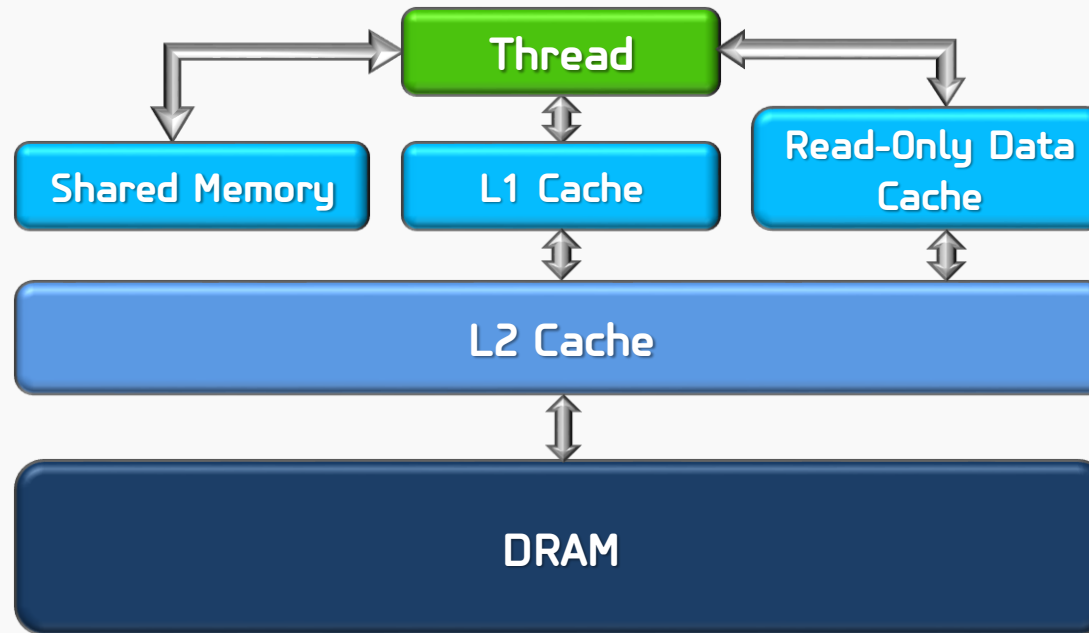 Thread
Shared Memory
L1 Cache
Read-Only Data
Cache
L2 Cache
DRAM